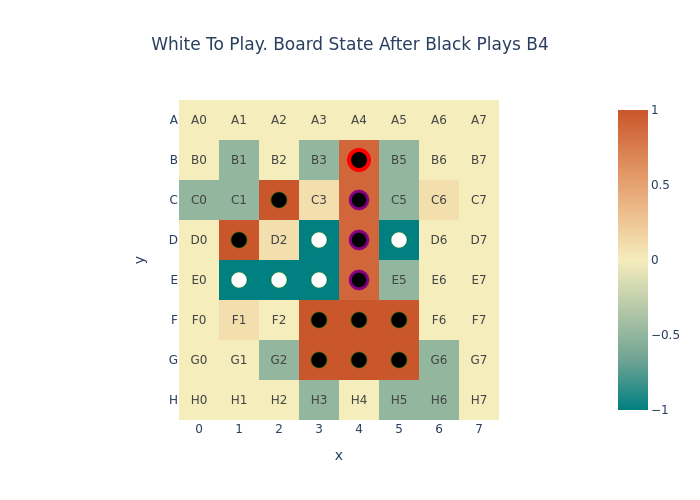 White To Play. Board State After Black Plays B4
A A0 A1 A2 A3 A4 A5 A6 A7 1
B B0 B1 B2 B3 B5 B6 B7
C C0 C1 C3 C5 C6 C7 0.5
D D0 D2 D6 D7
y 0
E E0 E5 E6 E7
F F0 F1 F2 F6 F7 −0.5
G G0 G1 G2 G6 G7
H H0 H1 H2 H3 H4 H5 H6 H7 −1
0 1 2 3 4 5 6 7
x